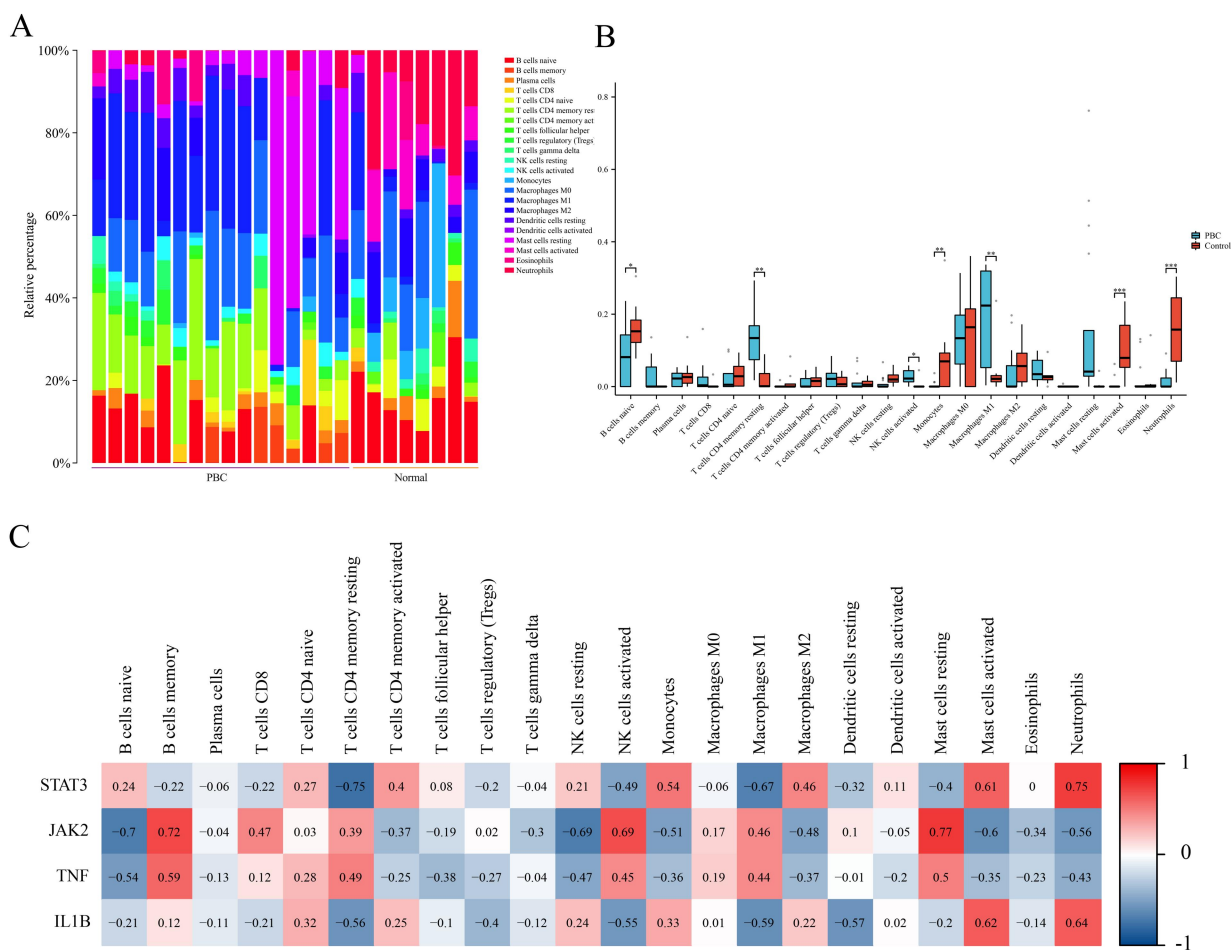 A
100%
80%
60%
40%
20%
0%
Relative percentage
PBC
Normal
B cells naive
B cells memory
Plasma cells
T cells CD8
T cells CD4 naive
T cells CD4 memory res
T cells CD4 memory act
T cells follicular helper
T cells regulatory (Tregs
T cells gamma delta
NK cells resting
NK cells activated
Monocytes
Macrophages M0
Macrophages M1
Macrophages M2
Dendritic cells resting
Dendritic cells activated
Mast cells resting
Mast cells activated
Eosinophils
Neutrophils
B
0.8
0.6
0.4
0.2
0.0
*
**
*
**
**
***
***
PBC
Control
B cells naive
B cells memory
Plasma cells
T cells CD8
T cells CD4 naive
T cells CD4 memory resting
T cells CD4 memory activated
T cells follicular helper
T cells regulatory (Tregs)
T cells gamma delta
NK cells resting
NK cells activated
Monocytes
Macrophages M0
Macrophages M1
Macrophages M2
Dendritic cells resting
Dendritic cells activated
Mast cells resting
Mast cells activated
Eosinophils
Neutrophils
C
B cells naive
B cells memory
Plasma cells
T cells CD8
T cells CD4 naive
T cells CD4 memory resting
T cells CD4 memory activated
T cells follicular helper
T cells regulatory (Tregs)
T cells gamma delta
NK cells resting
NK cells activated
Monocytes
Macrophages M0
Macrophages M1
Macrophages M2
Dendritic cells resting
Dendritic cells activated
Mast cells resting
Mast cells activated
Eosinophils
Neutrophils
STAT3 0.24 −0.22 −0.06 −0.22 0.27 −0.75 0.4 0.08 −0.2 −0.04 0.21 −0.49 0.54 −0.06 −0.67 0.46 −0.32 0.11 −0.4 0.61 0 0.75
JAK2 −0.7 0.72 −0.04 0.47 0.03 0.39 −0.37 −0.19 0.02 −0.3 −0.69 0.69 −0.51 0.17 0.46 −0.48 0.1 −0.05 0.77 −0.6 −0.34 −0.56
TNF −0.54 0.59 −0.13 0.12 0.28 0.49 −0.25 −0.38 −0.27 −0.04 −0.47 0.45 −0.36 0.19 0.44 −0.37 −0.01 −0.2 0.5 −0.35 −0.23 −0.43
IL1B −0.21 0.12 −0.11 −0.21 0.32 −0.56 0.25 −0.1 −0.4 −0.12 0.24 −0.55 0.33 0.01 −0.59 0.22 −0.57 0.02 −0.2 0.62 −0.14 0.64
1
0
-1